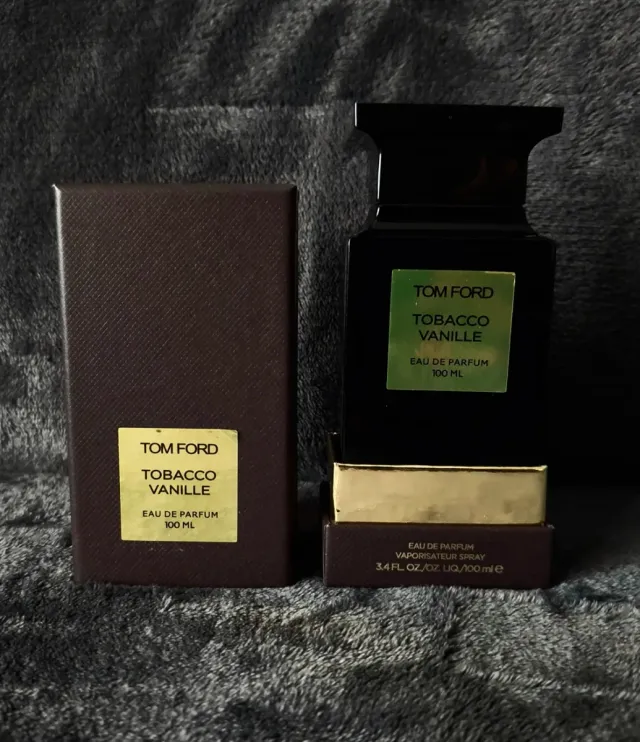 TOM FORD
TOBACCO
VANILLE
EAU DE PARFUM
100 ML
TOM FORD
TOBACCO
VANILLE
EAU DE PARFUM
100 ML
EAU DE PARFUM
VAPORISATEUR SPRAY
3.4 FL. OZ./OZ. LIQ./100 ml ℮